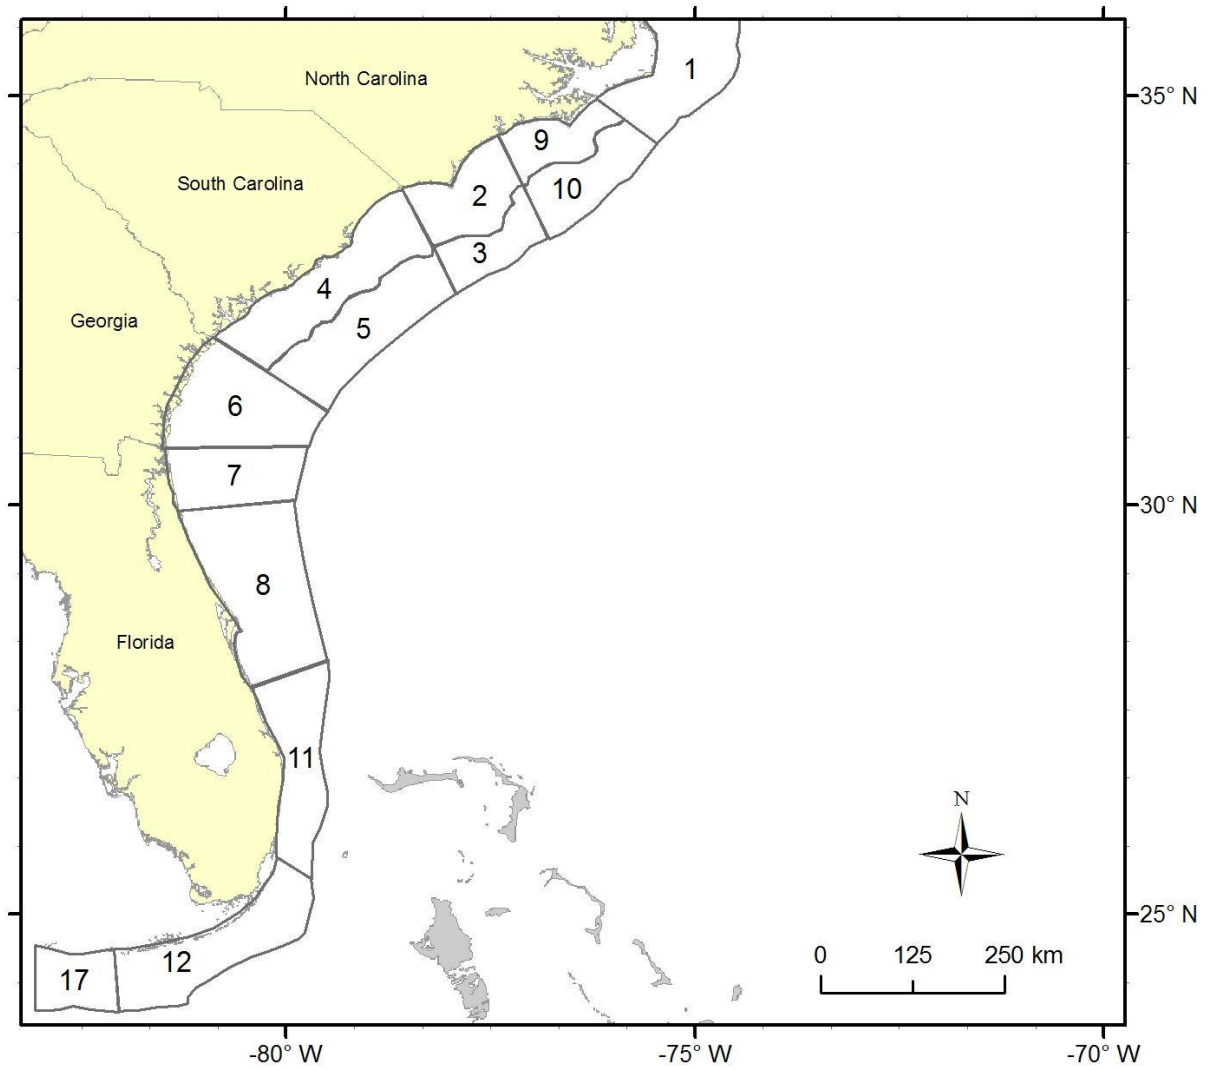 1
35° N
North Carolina
9
South Carolina
2
10
3
4
5
Georgia
6
7
30° N
8
Florida
11
N
25° N
0 125 250 km
12
17
-80° W -75° W -70° W